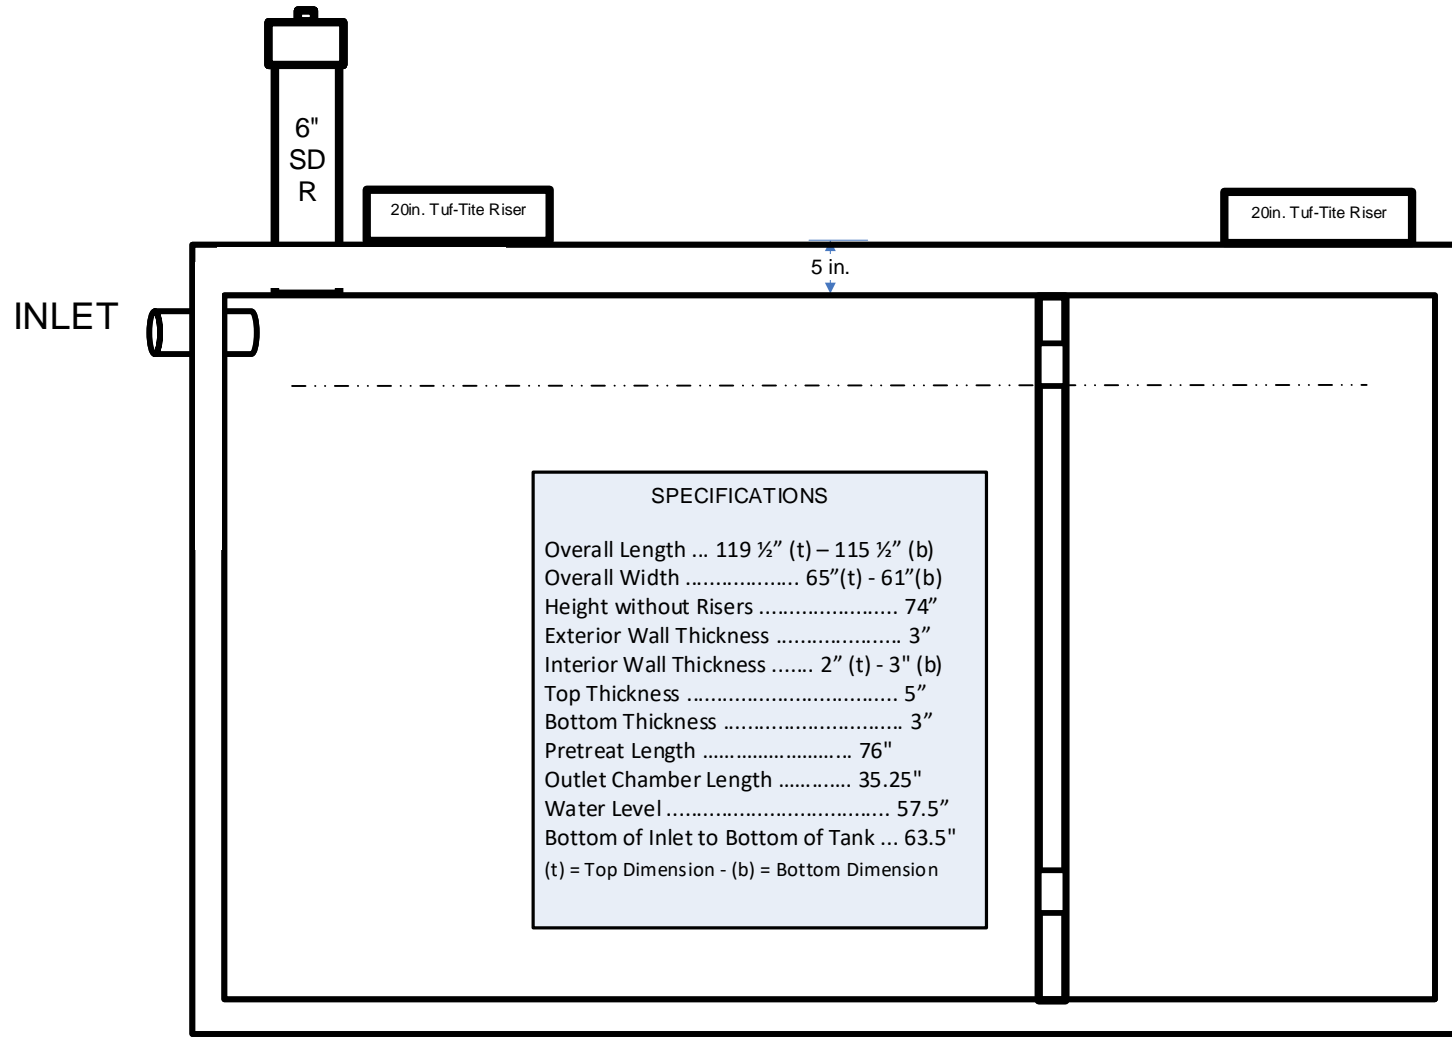 6"
SD
R
20in. Tuf-Tite Riser
20in. Tuf-Tite Riser
5 in.
INLET
SPECIFICATIONS
Overall Length ... 119 ½” (t) – 115 ½” (b)
Overall Width ................... 65”(t) - 61”(b)
Height without Risers ....................... 74”
Exterior Wall Thickness ..................... 3”
Interior Wall Thickness ....... 2” (t) - 3" (b)
Top Thickness ................................... 5”
Bottom Thickness .............................. 3”
Pretreat Length ......................... 76"
Outlet Chamber Length ............ 35.25"
Water Level ..................................... 57.5”
Bottom of Inlet to Bottom of Tank ... 63.5"
(t) = Top Dimension - (b) = Bottom Dimension